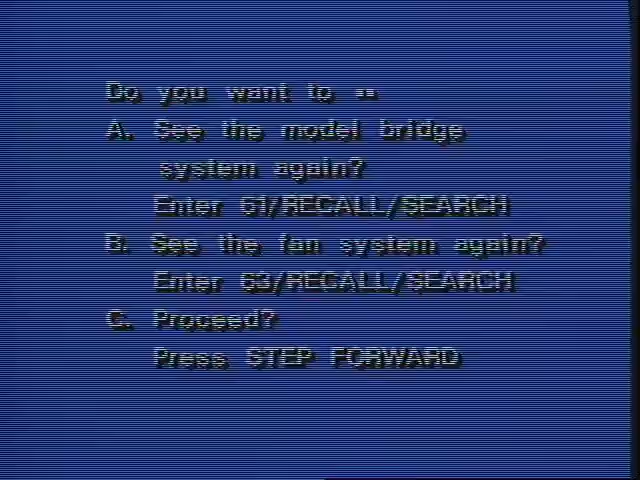 Do you want to --
A. See the model bridge
system again?
Enter 61/RECALL/SEARCH
B. See the fan system again?
Enter 63/RECALL/SEARCH
C. Proceed?
Press STEP FORWARD